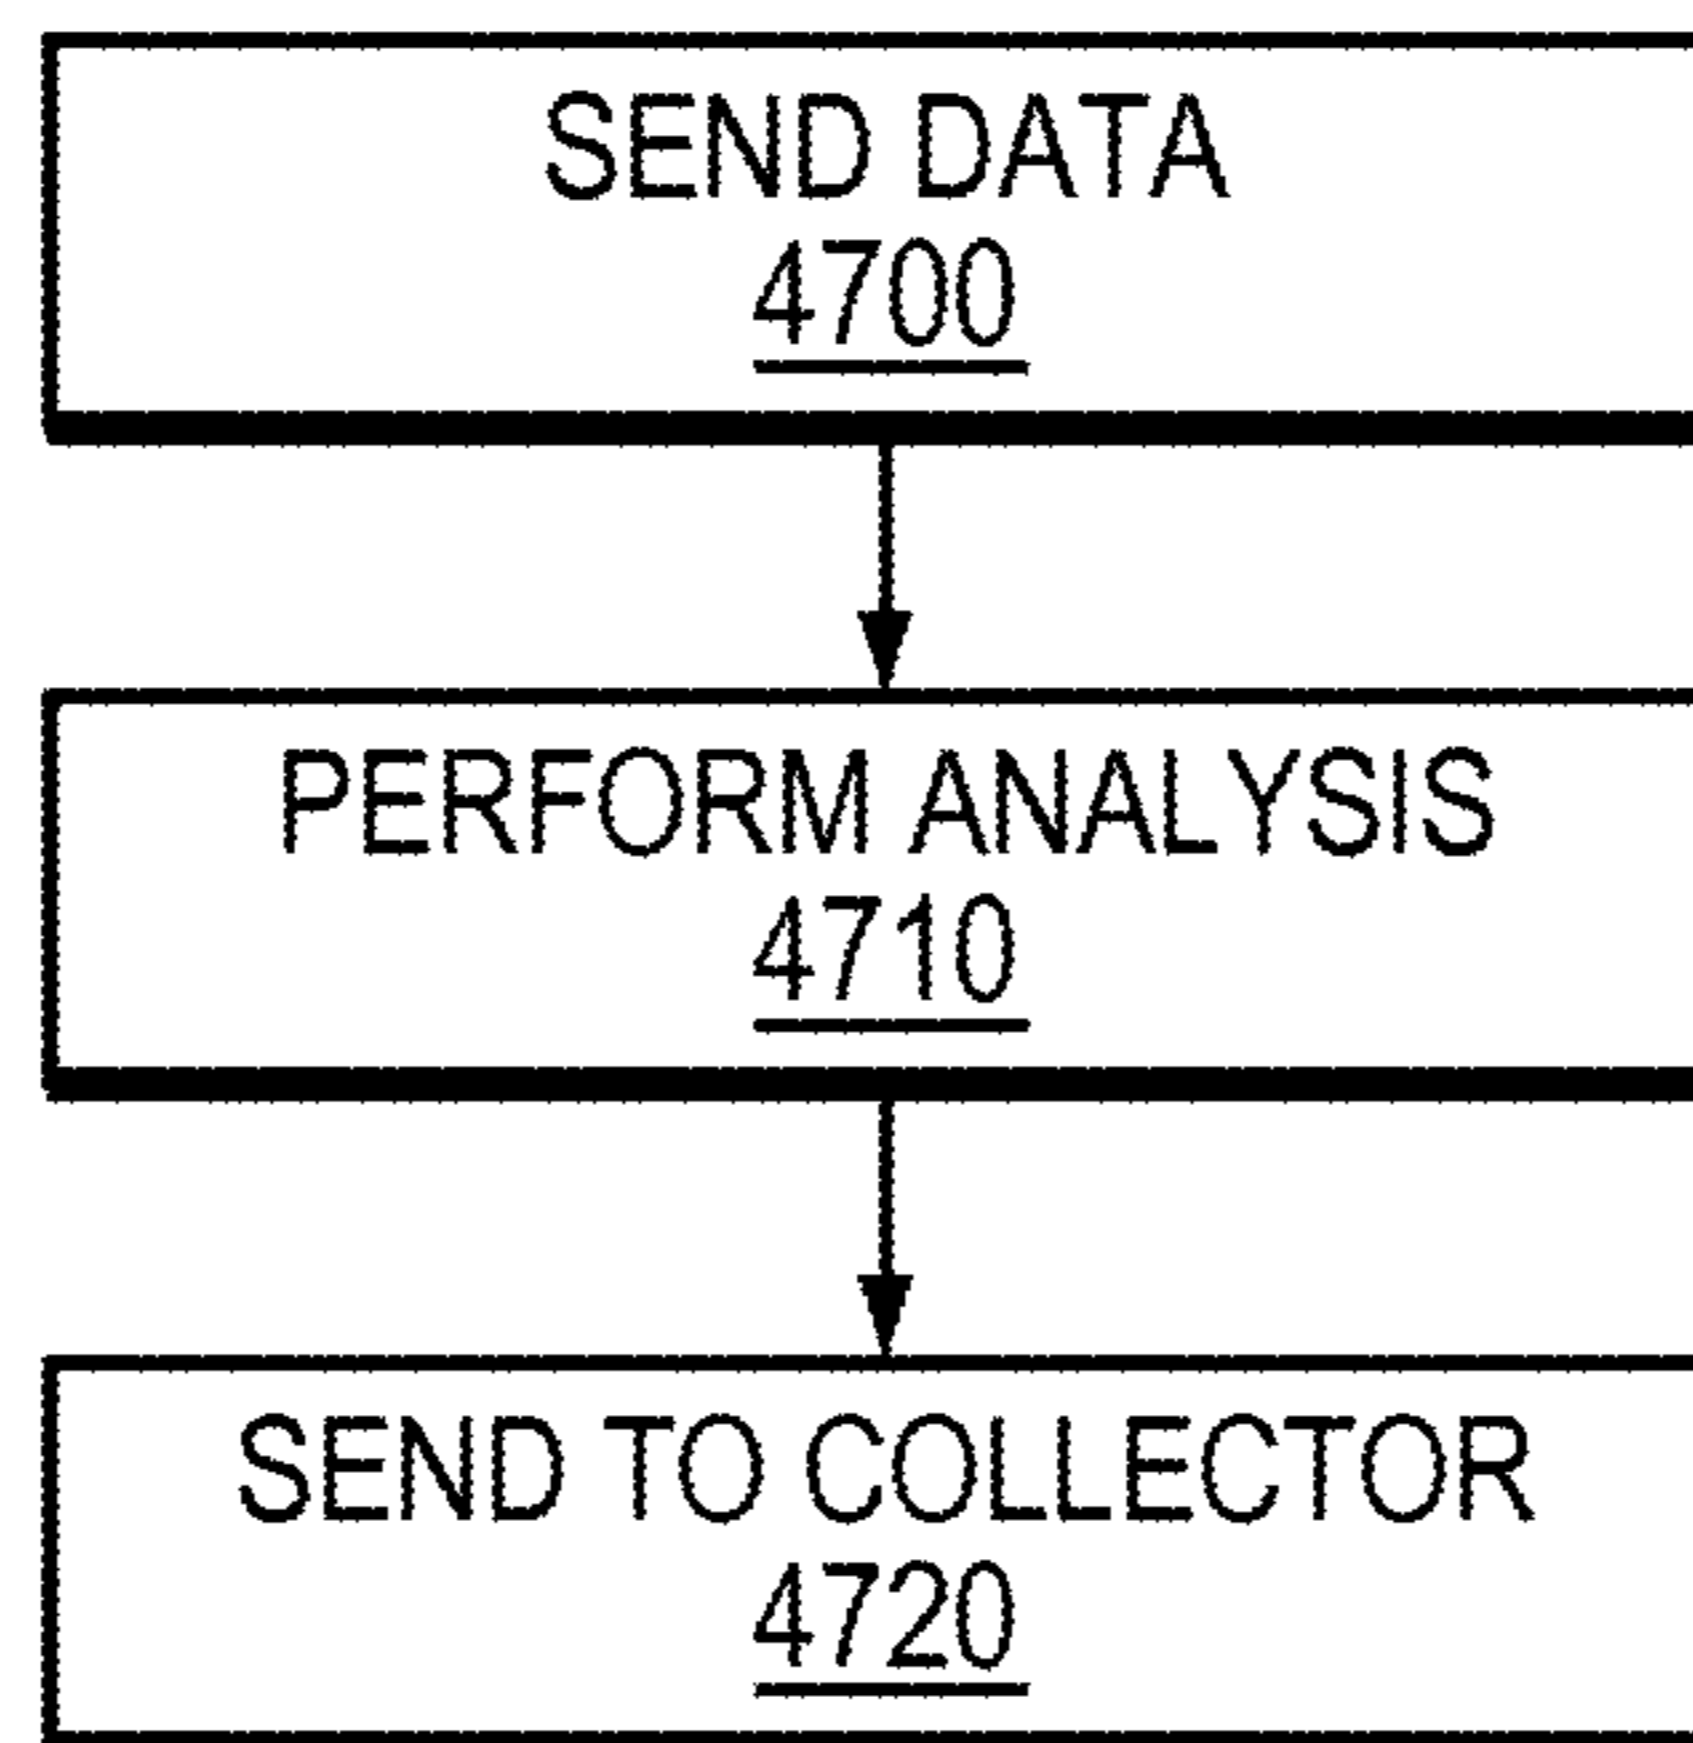 SEND DATA
4700
PERFORM ANALYSIS
4710
SEND TO COLLECTOR
4720